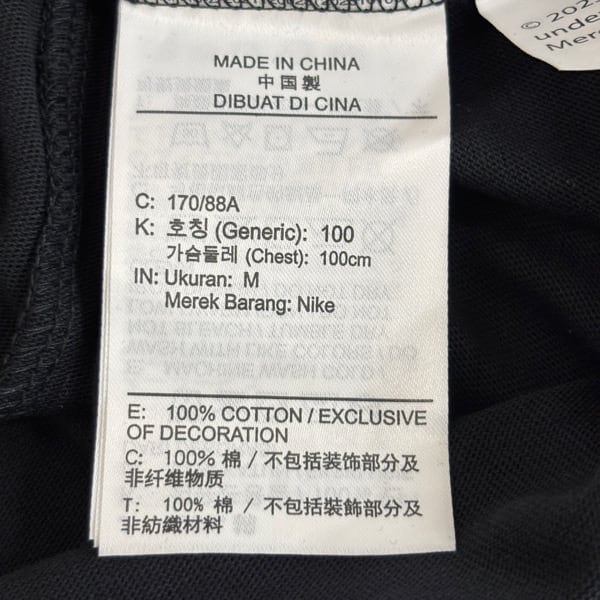 MADE IN CHINA
中国製
DIBUAT DI CINA
C: 170/88A
K: 호칭 (Generic): 100
가슴둘레 (Chest): 100cm
IN: Ukuran: M
Merek Barang: Nike
E: 100% COTTON / EXCLUSIVE
OF DECORATION
C: 100% 棉 / 不包括装饰部分及
非纤维物质
T: 100% 棉 / 不包括裝飾部分及
非紡織材料
© 202
unde
Mere